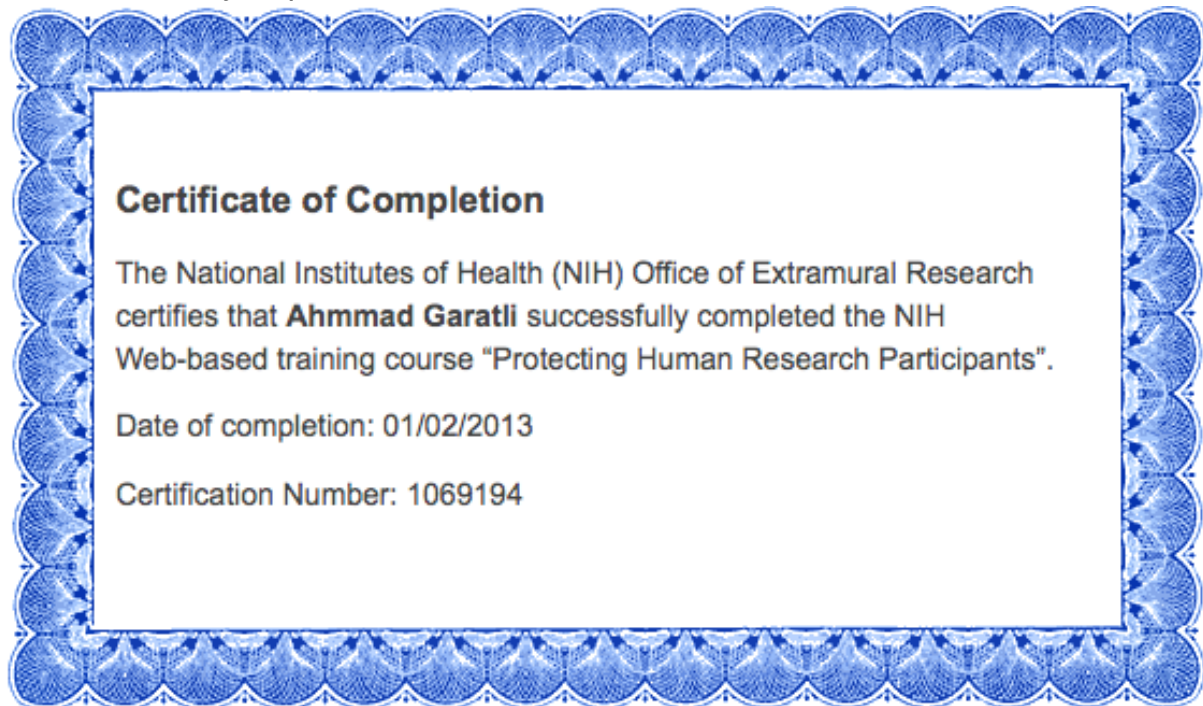 Certificate of Completion
The National Institutes of Health (NIH) Office of Extramural Research
certifies that Ahmmad Garatli successfully completed the NIH
Web-based training course “Protecting Human Research Participants”.
Date of completion: 01/02/2013
Certification Number: 1069194